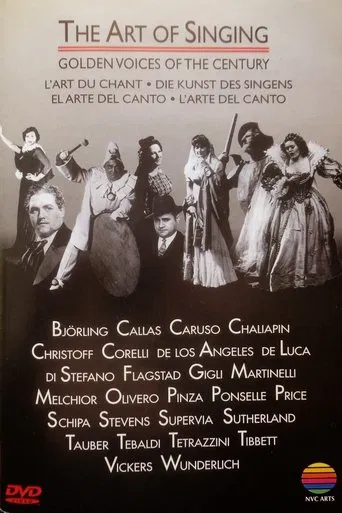 THE ART OF SINGING
GOLDEN VOICES OF THE CENTURY
L'ART DU CHANT • DIE KUNST DES SINGENS
EL ARTE DEL CANTO • L'ARTE DEL CANTO
BJÖRLING CALLAS CARUSO CHALIAPIN
CHRISTOFF CORELLI DE LOS ANGELES DE LUCA
DI STEFANO FLAGSTAD GIGLI MARTINELLI
MELCHIOR OLIVERO PINZA PONSELLE PRICE
SCHIPA STEVENS SUPERVIA SUTHERLAND
TAUBER TEBALDI TETRAZZINI TIBBETT
VICKERS WUNDERLICH
DVD
VIDEO
NVC ARTS